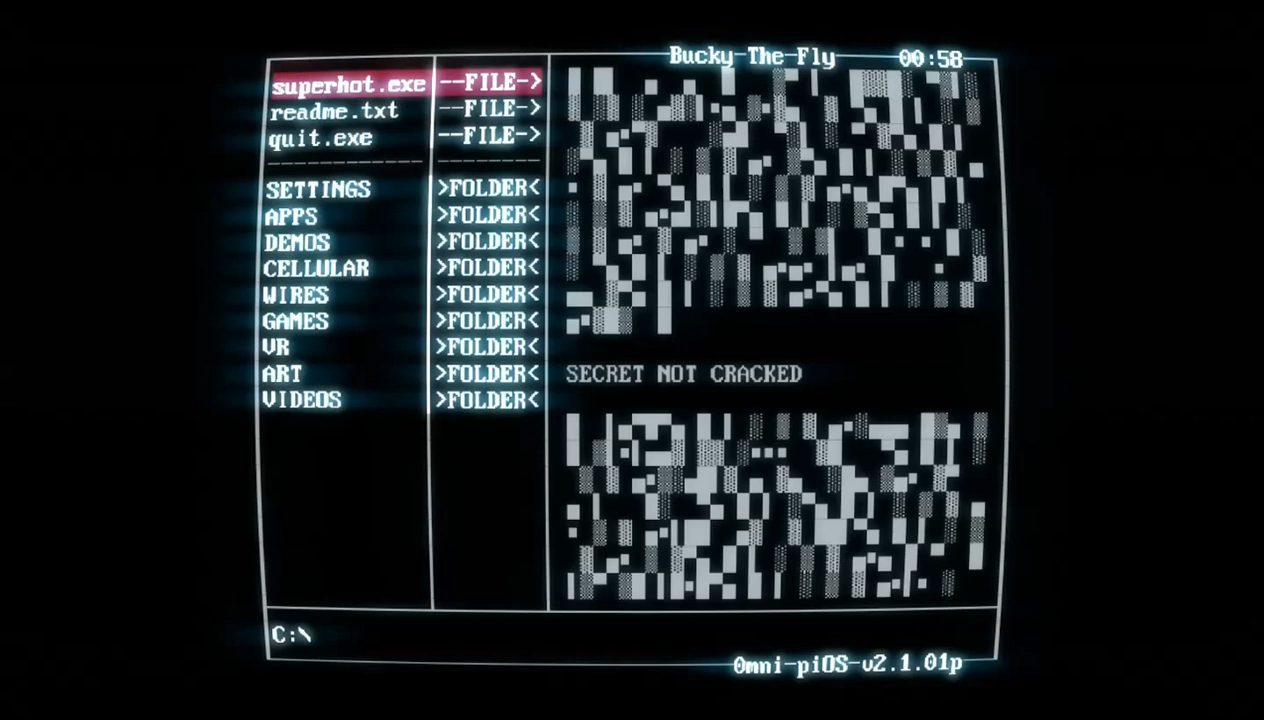 Bucky-The-Fly 00:58
superhot.exe --FILE->
readme.txt --FILE->
quit.exe --FILE->
SETTINGS >FOLDER<
APPS >FOLDER<
DEMOS >FOLDER<
CELLULAR >FOLDER<
WIRES >FOLDER<
GAMES >FOLDER<
VR >FOLDER<
ART >FOLDER<
VIDEOS >FOLDER<
SECRET NOT CRACKED
C:\
0mni-piOS-v2.1.01p